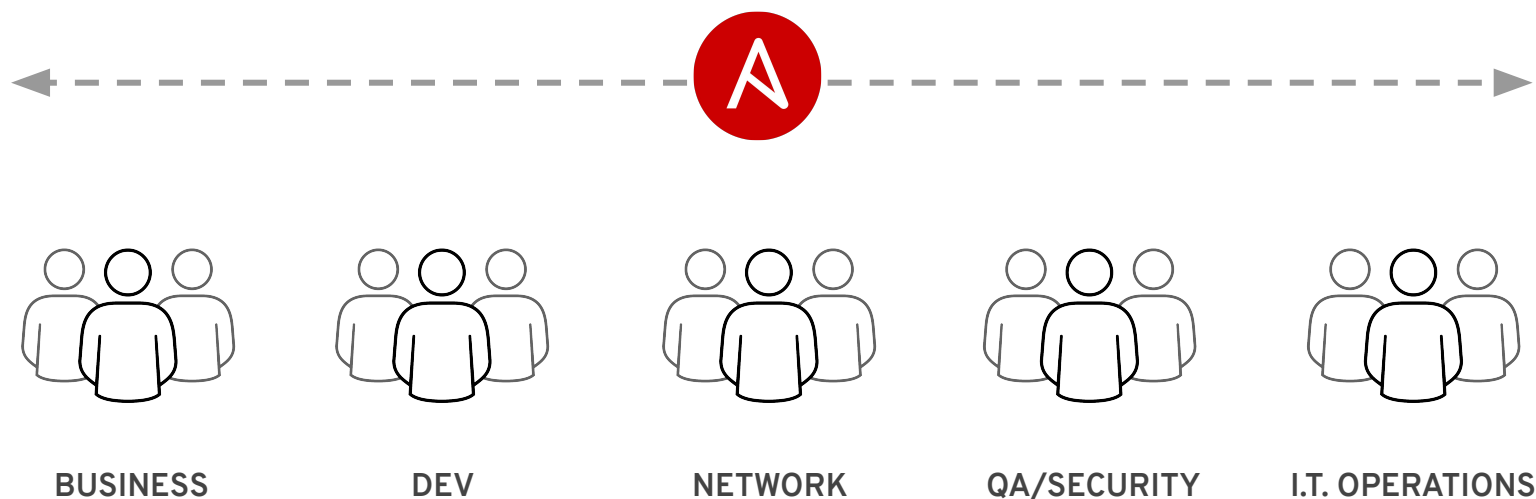 BUSINESS
DEV
NETWORK
QA/SECURITY
I.T. OPERATIONS